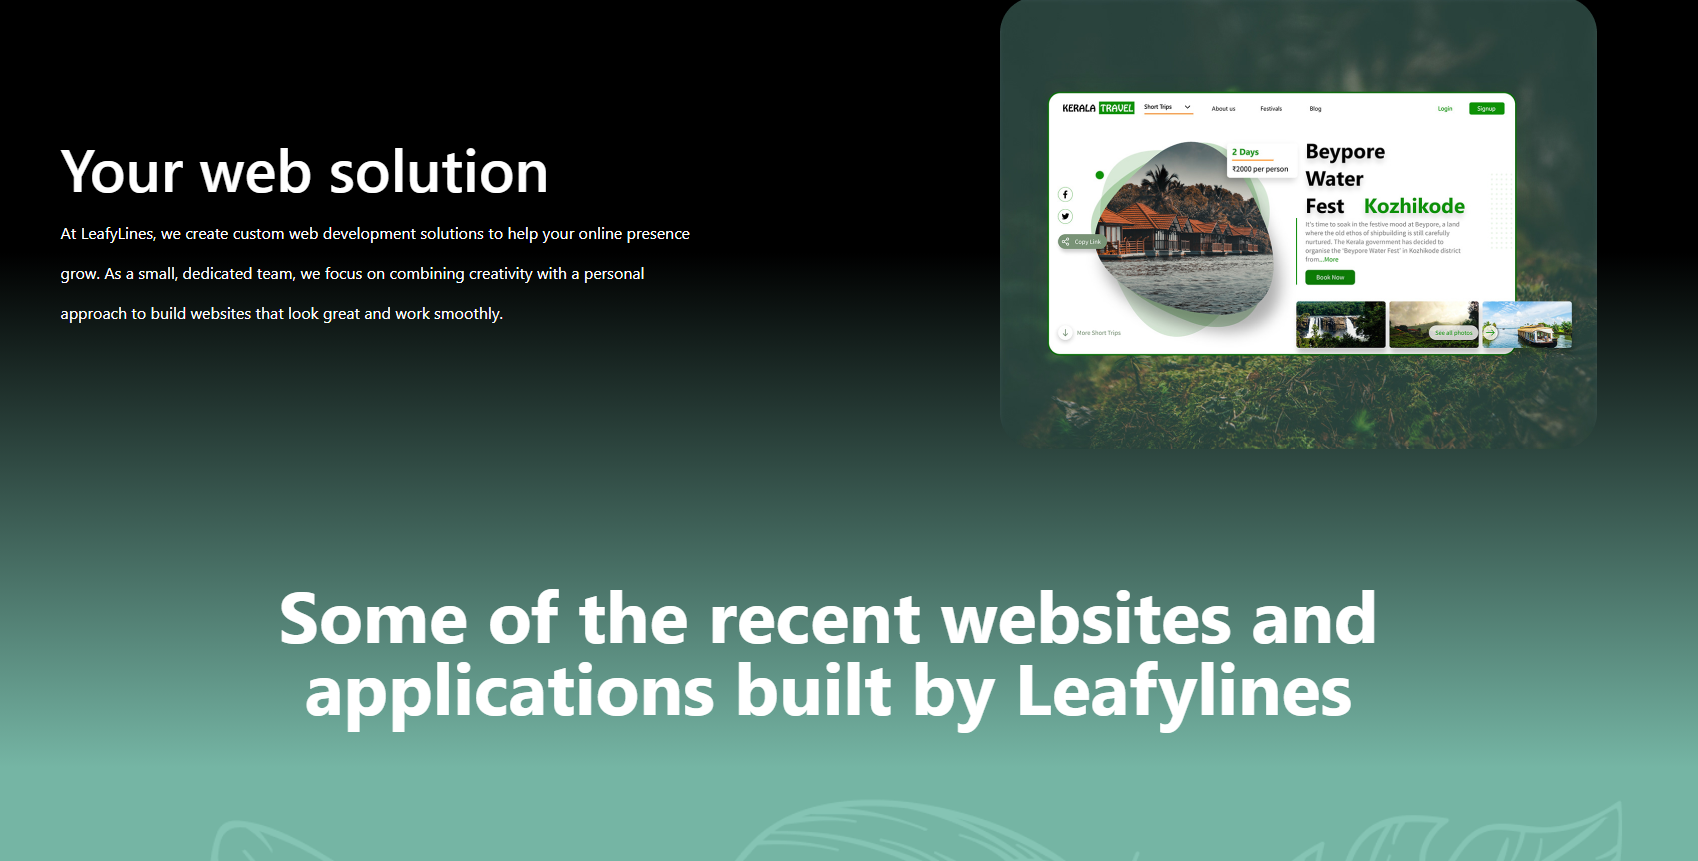 Your web solution
At LeafyLines, we create custom web development solutions to help your online presence
grow. As a small, dedicated team, we focus on combining creativity with a personal
approach to build websites that look great and work smoothly.
KERALA TRAVEL
Short Trips
About us
Festivals
Blog
Login
Signup
2 Days
₹2000 per person
Copy Link
More Short Trips
Beypore
Water
Fest Kozhikode
It's time to soak in the festive mood at Beypore, a land
where the old ethos of shipbuilding is still carefully
nurtured. The Kerala government has decided to
organise the 'Beypore Water Fest' in Kozhikode district
from...More
Book Now
See all photos
Some of the recent websites and
applications built by Leafylines